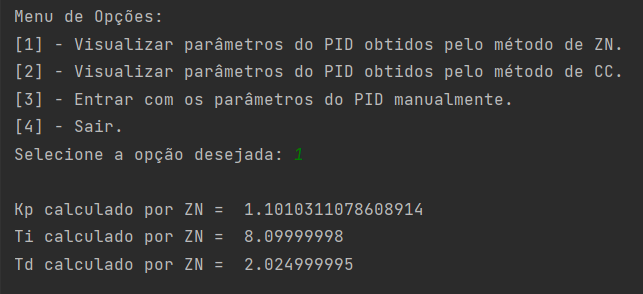 Menu de Opções:
[1] - Visualizar parâmetros do PID obtidos pelo método de ZN.
[2] - Visualizar parâmetros do PID obtidos pelo método de CC.
[3] - Entrar com os parâmetros do PID manualmente.
[4] - Sair.
Selecione a opção desejada: 1
Kp calculado por ZN =  1.1010311078608914
Ti calculado por ZN =  8.09999998
Td calculado por ZN =  2.024999995